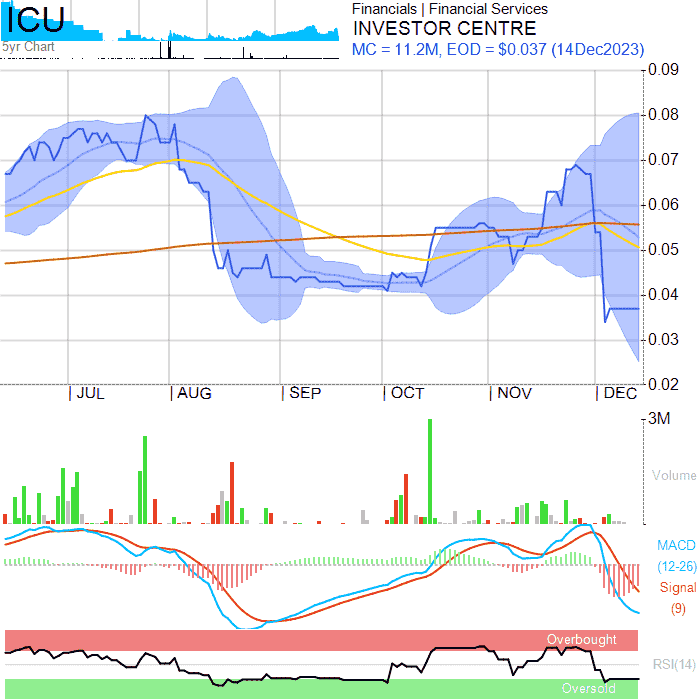 ICU
5yr Chart
Financials | Financial Services
INVESTOR CENTRE
MC = 11.2M, EOD = $0.037 (14Dec2023)
0.09
0.08
0.07
0.06
0.05
0.04
0.03
0.02
JUL AUG SEP OCT NOV DEC
3M
Volume
MACD
(12-26)
Signal
(9)
Overbought
RSI(14)
Oversold